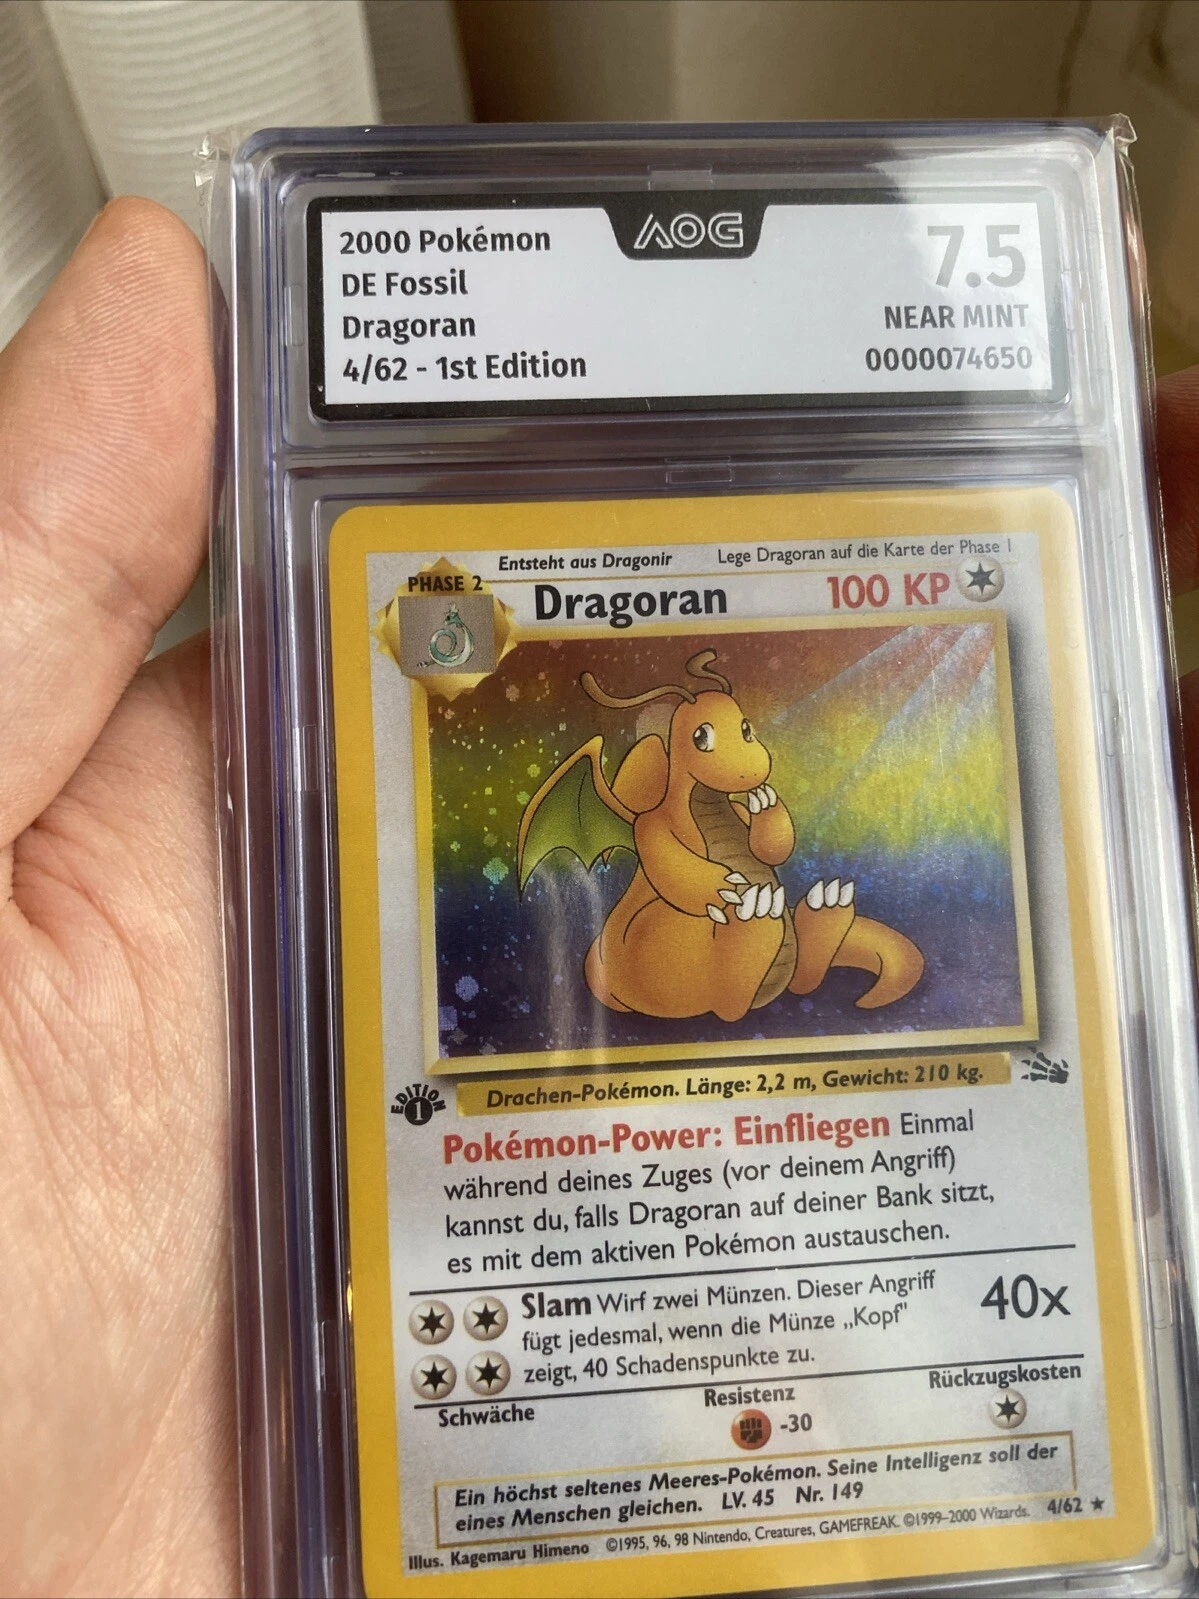 AOG
2000 Pokémon
DE Fossil
Dragoran
4/62 - 1st Edition
7.5
NEAR MINT
0000074650
Entsteht aus Dragonir
Lege Dragoran auf die Karte der Phase 1
PHASE 2
Dragoran
100 KP
EDITION
1
Drachen-Pokémon. Länge: 2,2 m, Gewicht: 210 kg.
Pokémon-Power: Einfliegen Einmal
während deines Zuges (vor deinem Angriff)
kannst du, falls Dragoran auf deiner Bank sitzt,
es mit dem aktiven Pokémon austauschen.
Slam Wirf zwei Münzen. Dieser Angriff
fügt jedesmal, wenn die Münze „Kopf"
zeigt, 40 Schadenspunkte zu.
40x
Schwäche
Resistenz
-30
Rückzugskosten
Ein höchst seltenes Meeres-Pokémon. Seine Intelligenz soll der
eines Menschen gleichen. LV. 45 Nr. 149
Illus. Kagemaru Himeno ©1995, 96, 98 Nintendo, Creatures, GAMEFREAK. ©1999-2000 Wizards. 4/62